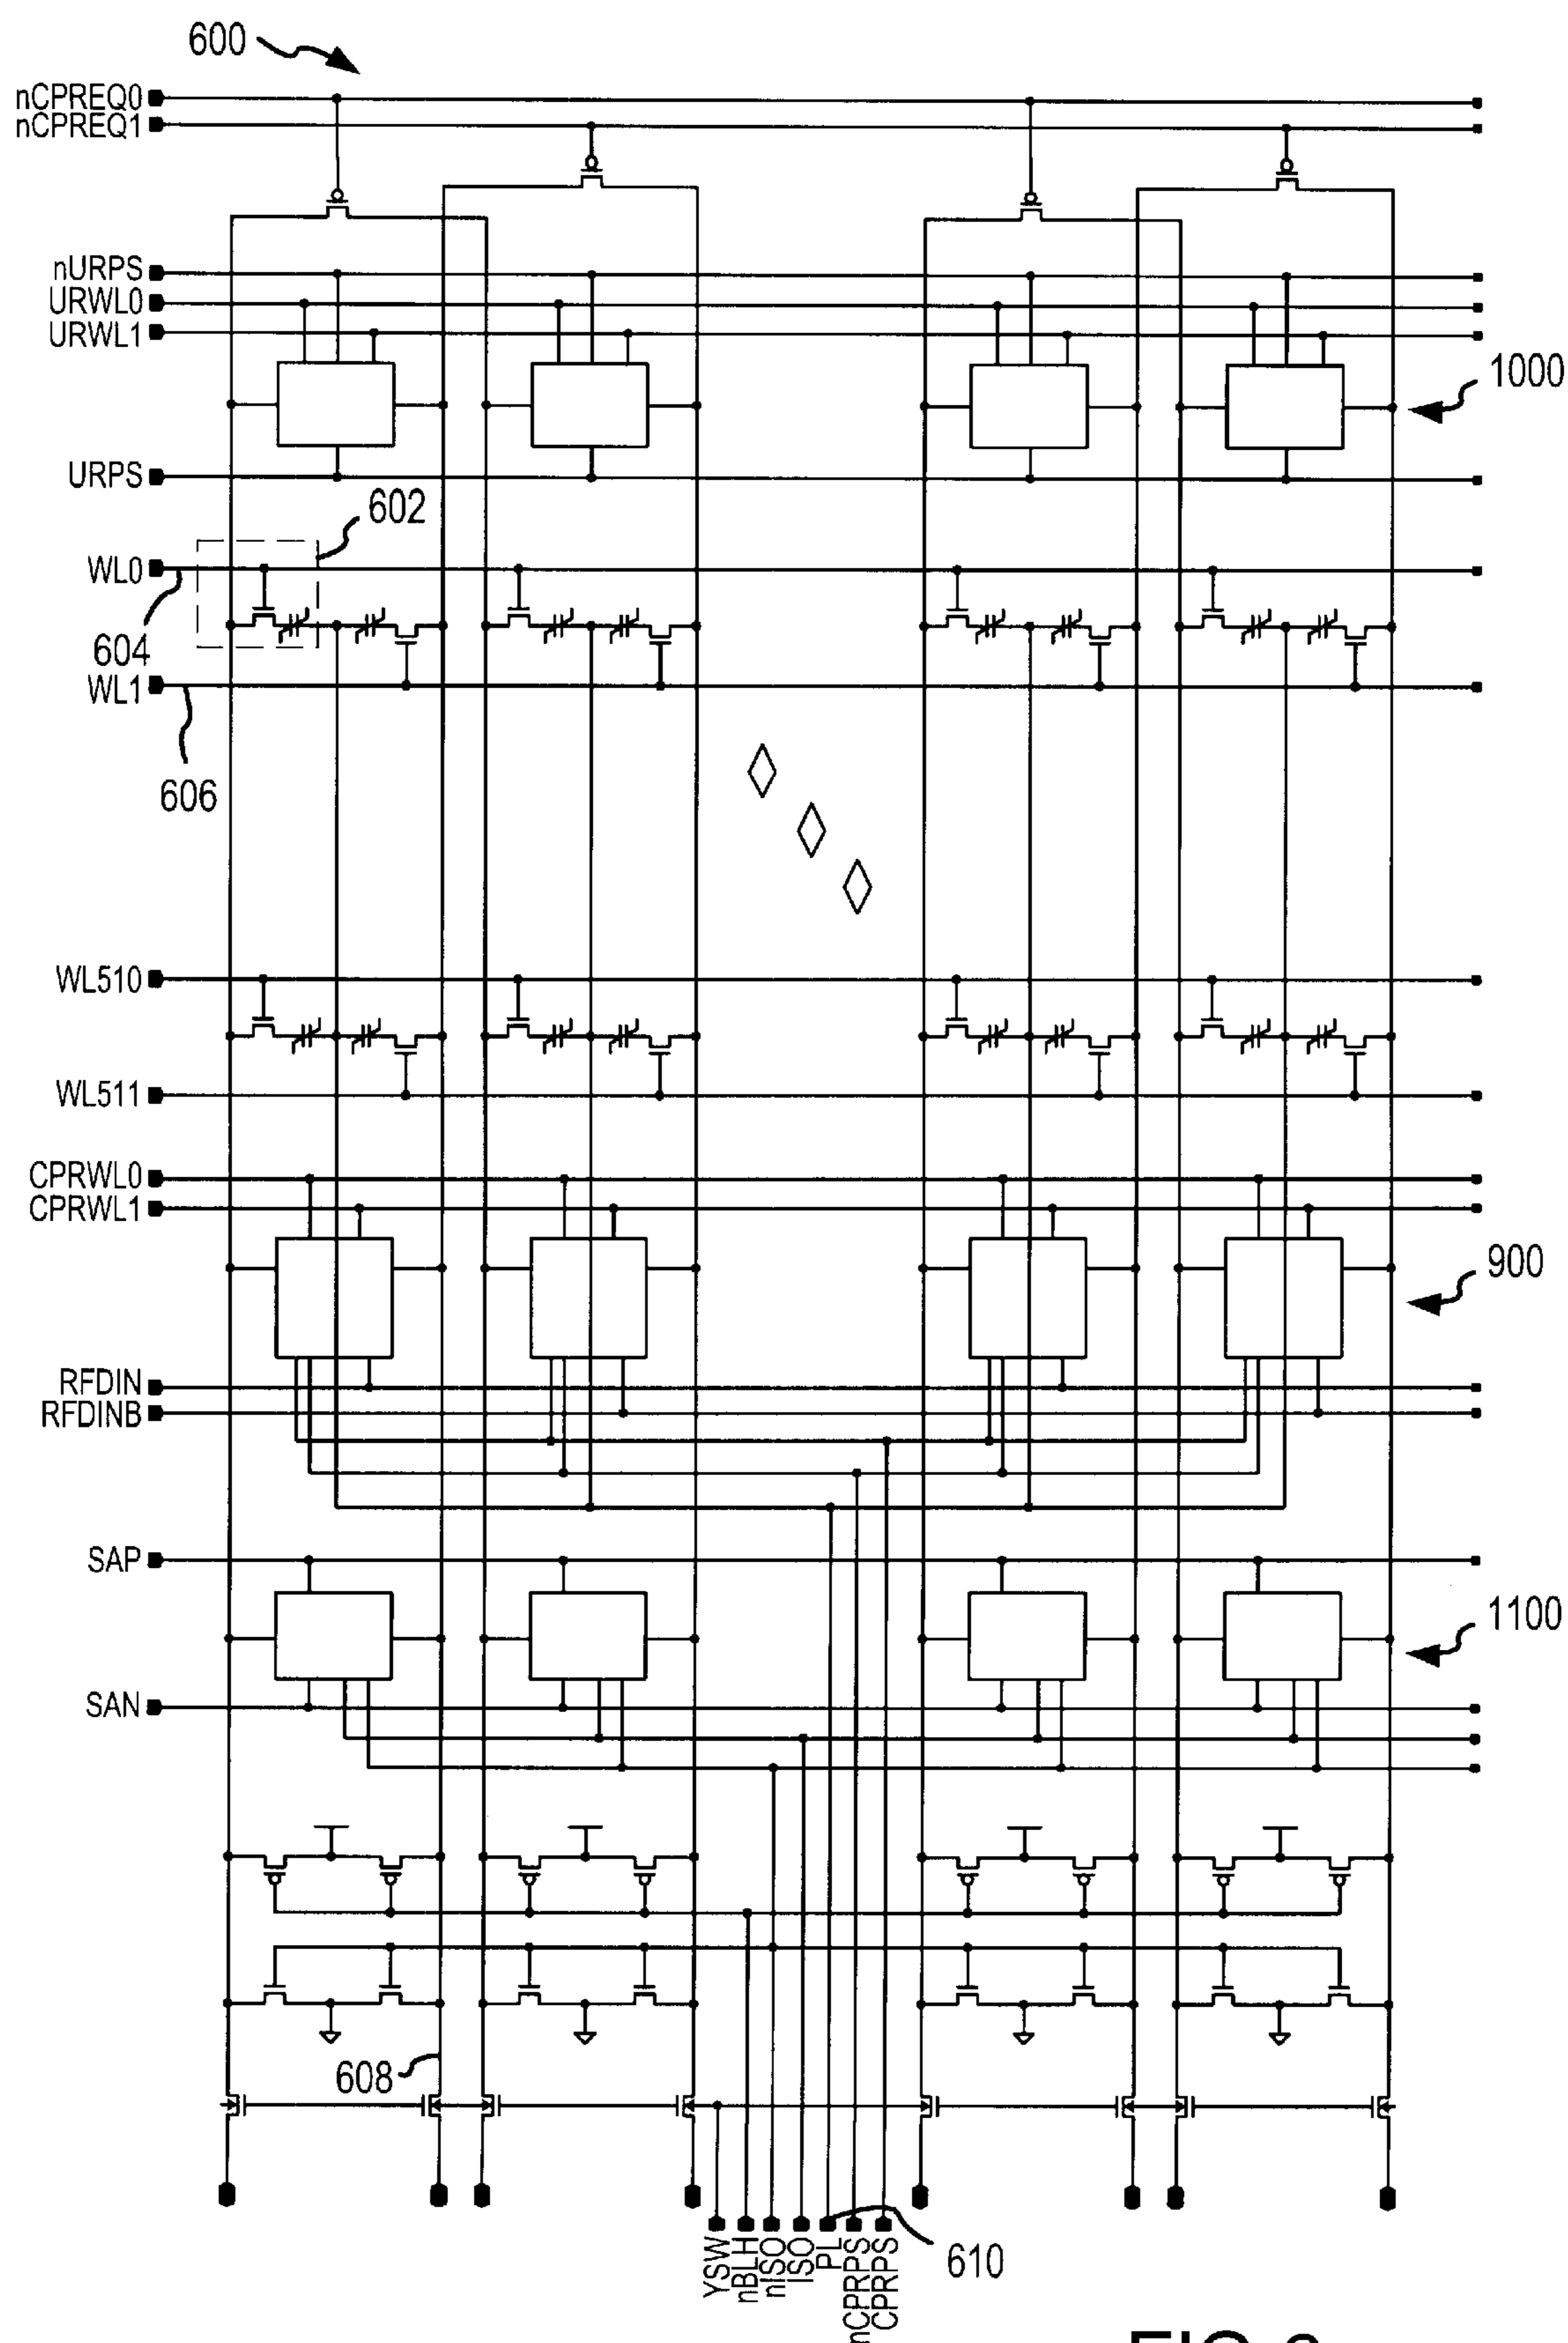 600
nCPREQ0
nCPREQ1
nURPS
URWL0
URWL1
1000
URPS
602
WL0
604
WL1
606
WL510
WL511
CPRWL0
CPRWL1
900
RFDIN
RFDINB
SAP
1100
SAN
608
YSW
nBLH
nISO
ISO
PL
nCPRPS
CPRPS
610